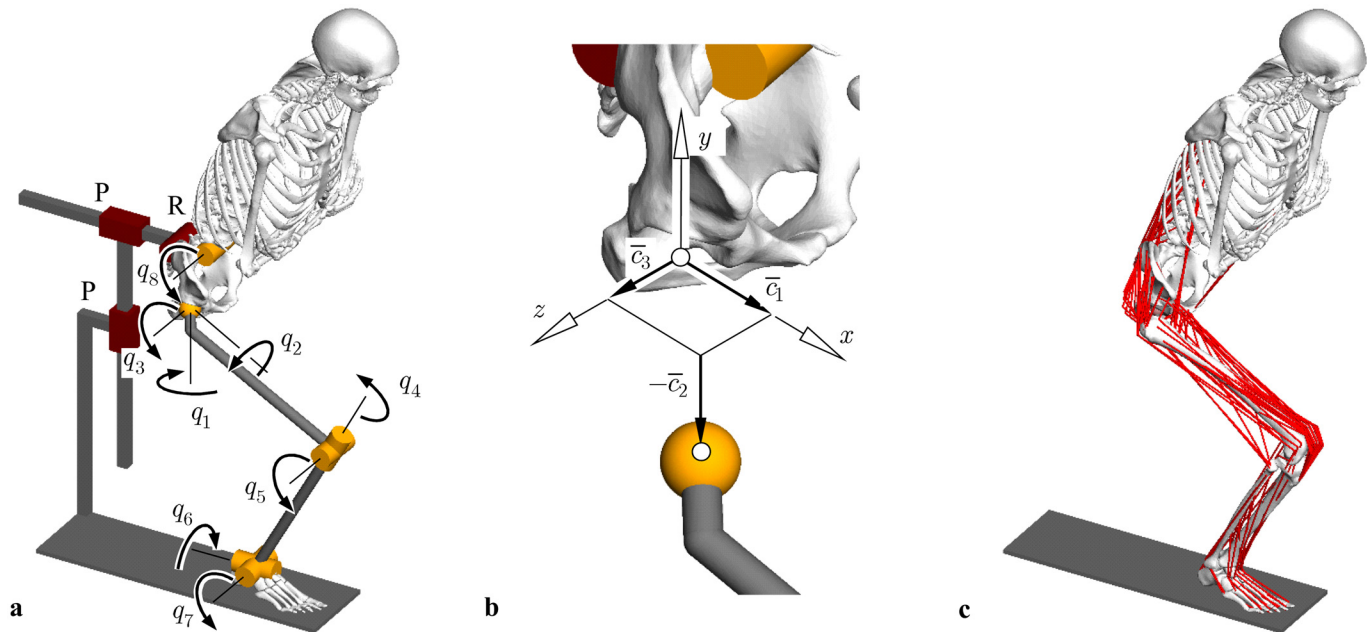 P
R
q₈
P
q₃
q₂
q₁
q₄
q₅
q₆
q₇
a
y
c̄₃
c̄₁
z
x
−c̄₂
b
c